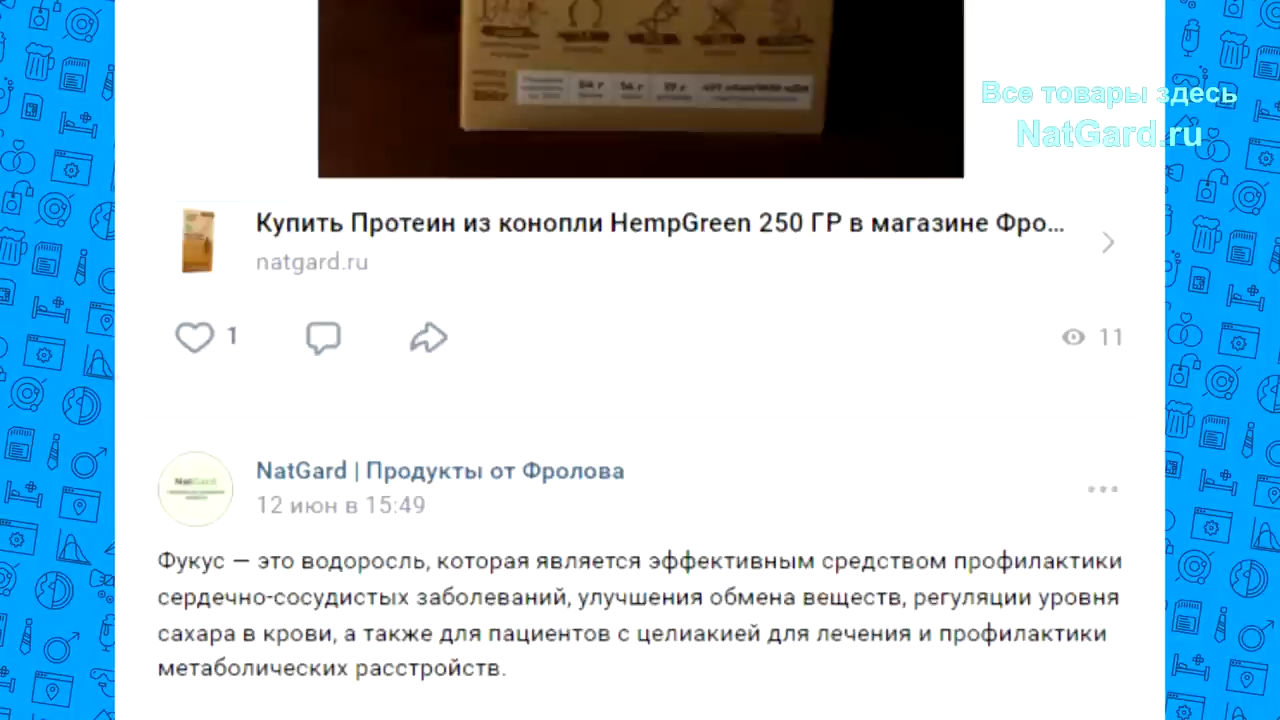 Все товары здесь
NatGard.ru
Купить Протеин из конопли HempGreen 250 ГР в магазине Фро...
natgard.ru
1
11
NatGard | Продукты от Фролова
12 июн в 15:49
Фукус — это водоросль, которая является эффективным средством профилактики
сердечно-сосудистых заболеваний, улучшения обмена веществ, регуляции уровня
сахара в крови, а также для пациентов с целиакией для лечения и профилактики
метаболических расстройств.